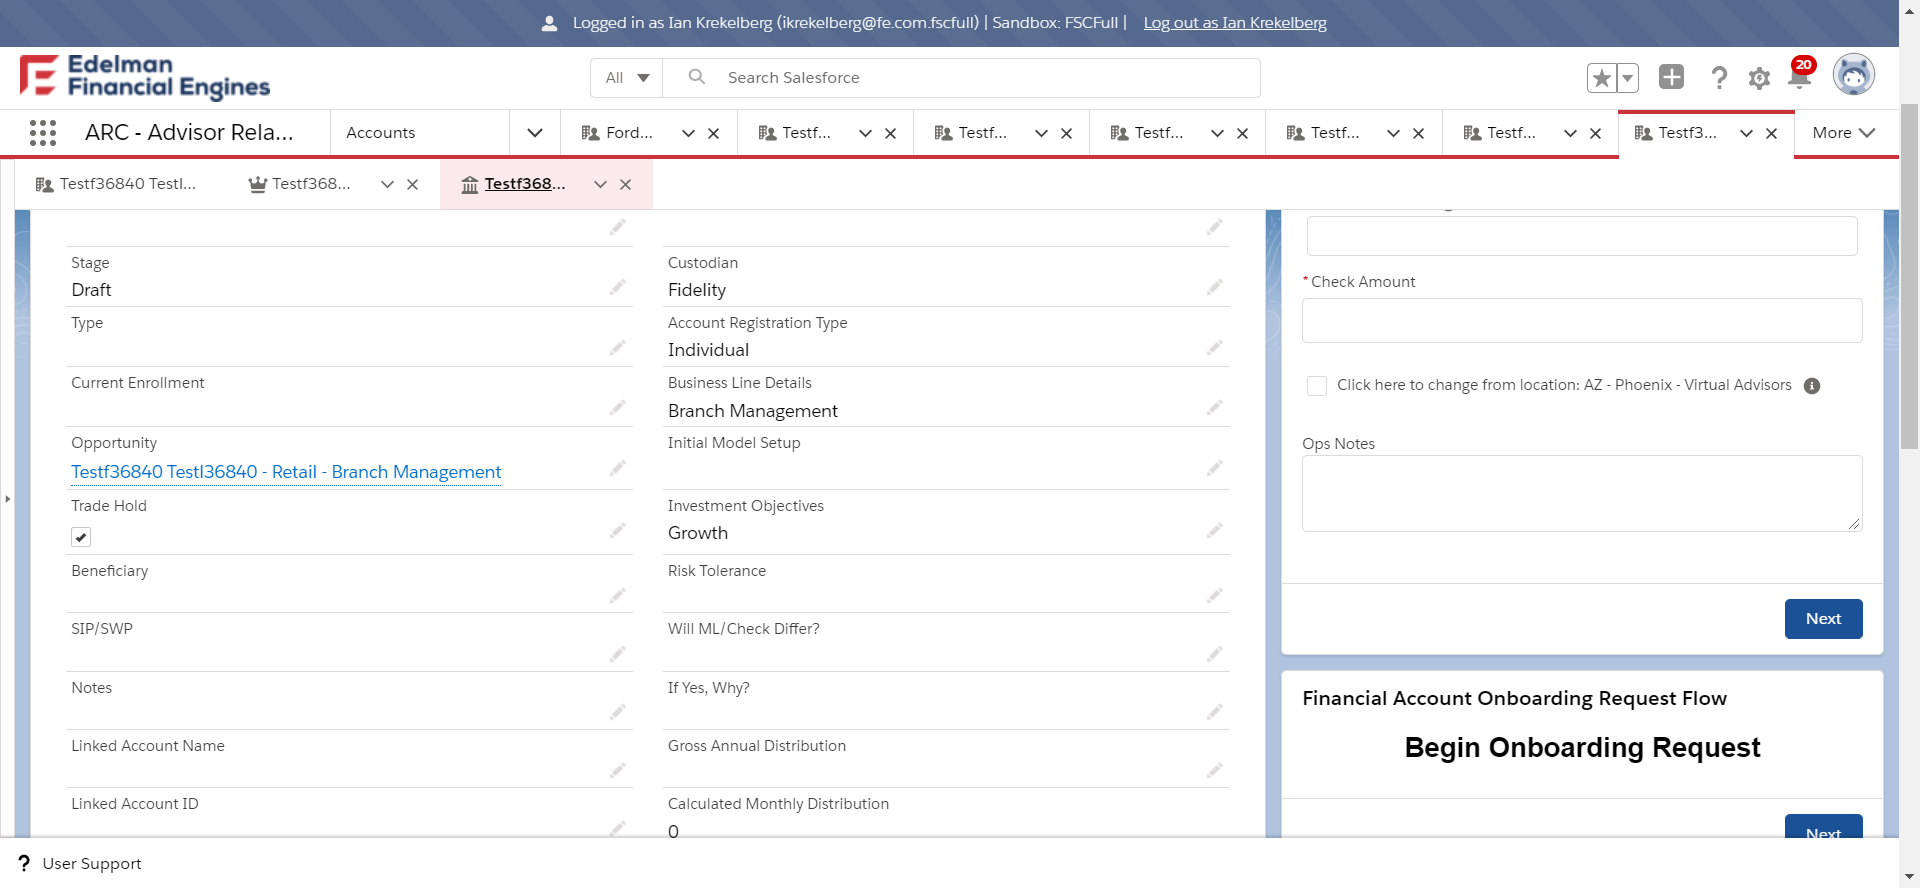 Logged in as Ian Krekelberg (ikrekelberg@fe.com.fscfull) | Sandbox: FSCFull | Log out as Ian Krekelberg
Edelman
Financial Engines
All
Search Salesforce
20
ARC - Advisor Rela...
Accounts
Ford...
Testf...
Testf...
Testf...
Testf...
Testf...
Testf3...
More
Testf36840 Testl...
Testf368...
Testf368...
Stage
Draft
Custodian
Fidelity
Type
Account Registration Type
Individual
Current Enrollment
Business Line Details
Branch Management
Opportunity
Testf36840 Testl36840 - Retail - Branch Management
Initial Model Setup
Trade Hold
Investment Objectives
Growth
Beneficiary
Risk Tolerance
SIP/SWP
Will ML/Check Differ?
Notes
If Yes, Why?
Linked Account Name
Gross Annual Distribution
Linked Account ID
Calculated Monthly Distribution
0
* Check Amount
Click here to change from location: AZ - Phoenix - Virtual Advisors
Ops Notes
Next
Financial Account Onboarding Request Flow
Begin Onboarding Request
Next
? User Support